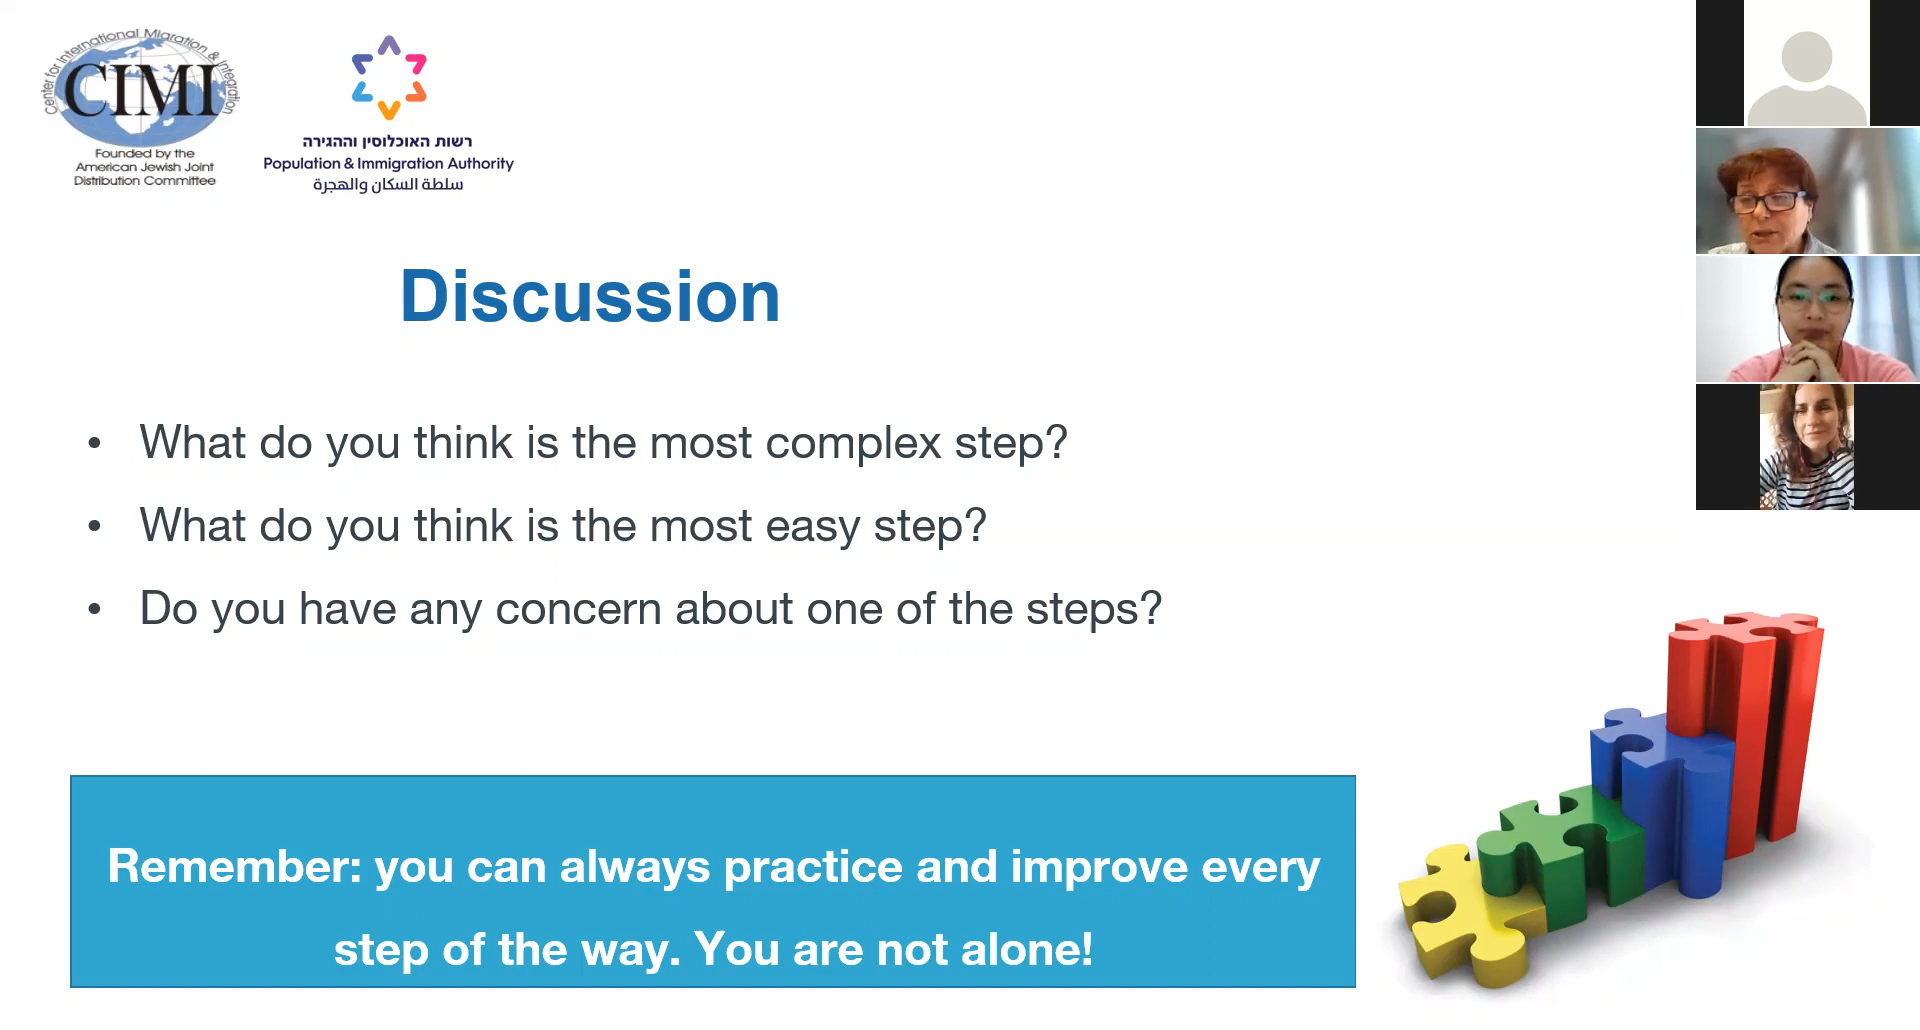 Center for International Migration & Integration
CIMI
Founded by the
American Jewish Joint
Distribution Committee
רשות האוכלוסין וההגירה
Population & Immigration Authority
سلطة السكان والهجرة
Discussion
• What do you think is the most complex step?
• What do you think is the most easy step?
• Do you have any concern about one of the steps?
Remember: you can always practice and improve every
step of the way. You are not alone!